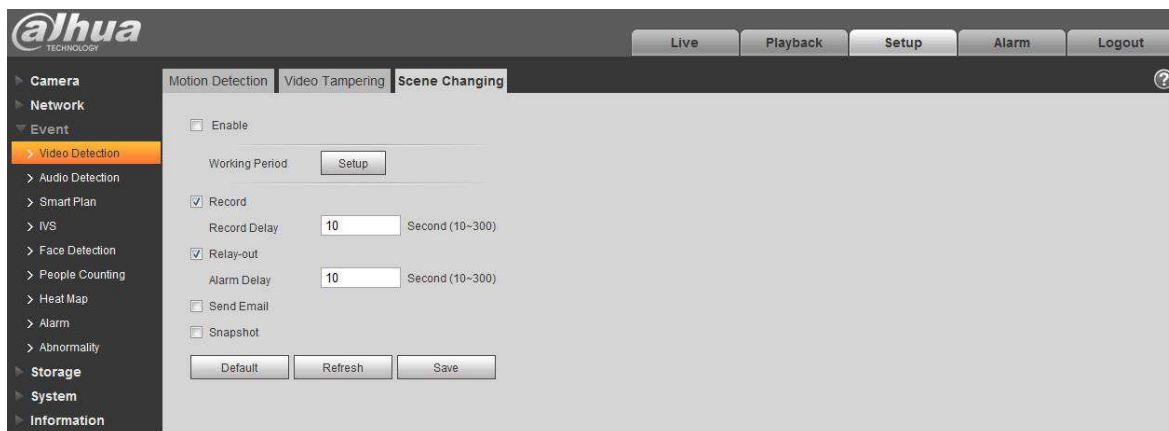 alhua
TECHNOLOGY
Live Playback Setup Alarm Logout
Camera
Network
Event
Video Detection
Audio Detection
Smart Plan
IVS
Face Detection
People Counting
Heat Map
Alarm
Abnormality
Storage
System
Information
Motion Detection Video Tampering Scene Changing
?
Enable
Working Period Setup
Record
Record Delay 10 Second (10~300)
Relay-out
Alarm Delay 10 Second (10~300)
Send Email
Snapshot
Default Refresh Save